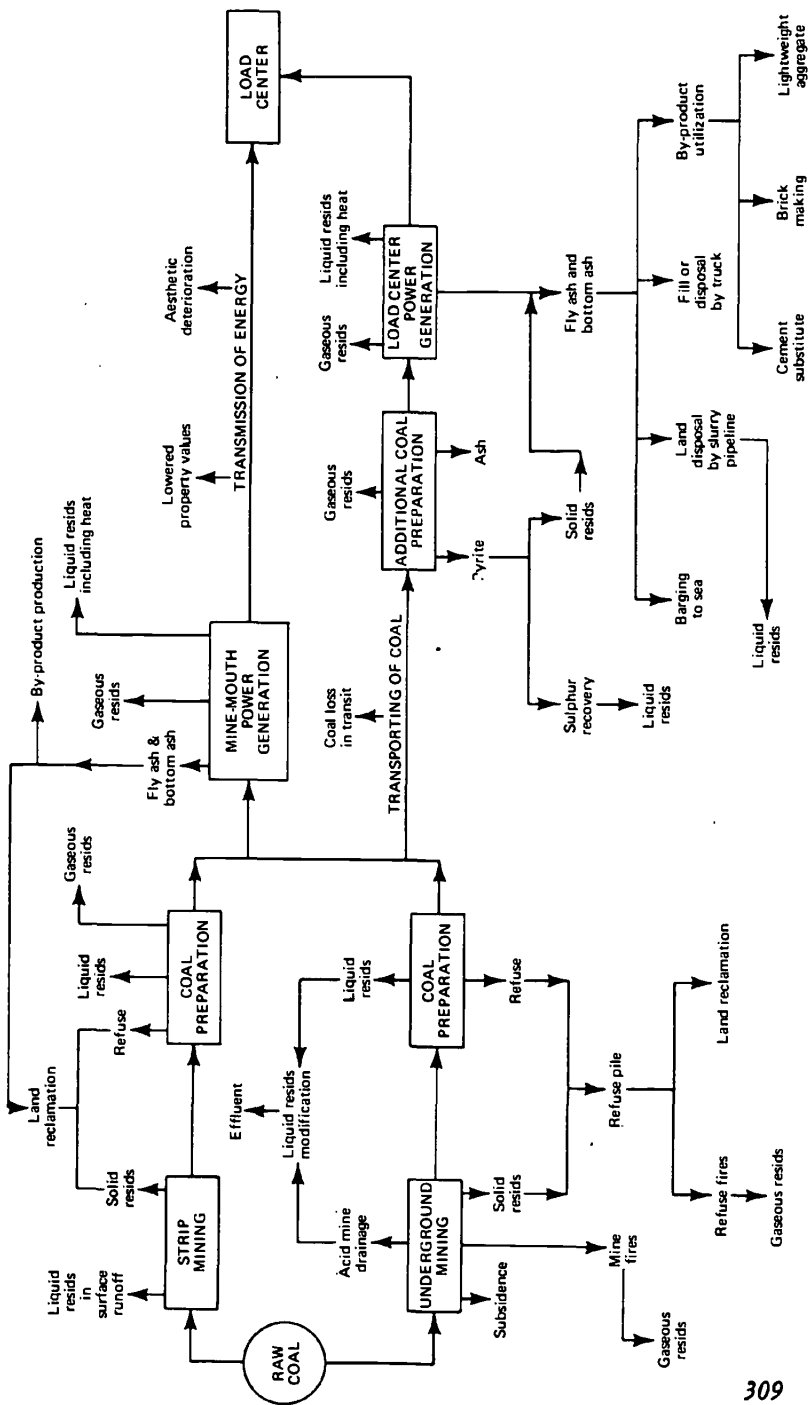 RAW
COAL
Liquid
resids
in
surface
runoff
STRIP
MINING
Solid
resids
Land
reclamation
Refuse
COAL
PREPARATION
Liquid
resids
Gaseous
resids
Fly ash &
bottom ash
By-product production
MINE-MOUTH
POWER
GENERATION
Gaseous
resids
Liquid resids
including heat
Lowered
property values
TRANSMISSION OF ENERGY
Aesthetic
deterioration
LOAD
CENTER
UNDERGROUND
MINING
Acid mine
drainage
Liquid resids
modification
Effluent
Subsidence
Mine
fires
Gaseous
resids
Solid
resids
COAL
PREPARATION
Liquid
resids
Refuse
Refuse pile
Refuse fires
Gaseous resids
Land reclamation
Coal loss
in transit
TRANSPORTING OF COAL
ADDITIONAL COAL
PREPARATION
Gaseous
resids
Ash
Solid
resids
Sulphur
recovery
Liquid
resids
LOAD CENTER
POWER
GENERATION
Gaseous
resids
Liquid resids
including heat
Fly ash and
bottom ash
Barging
to sea
Land
disposal
by slurry
pipeline
Liquid
resids
Fill or
disposal
by truck
By-product
utilization
Cement
substitute
Brick
making
Lightweight
aggregate
309